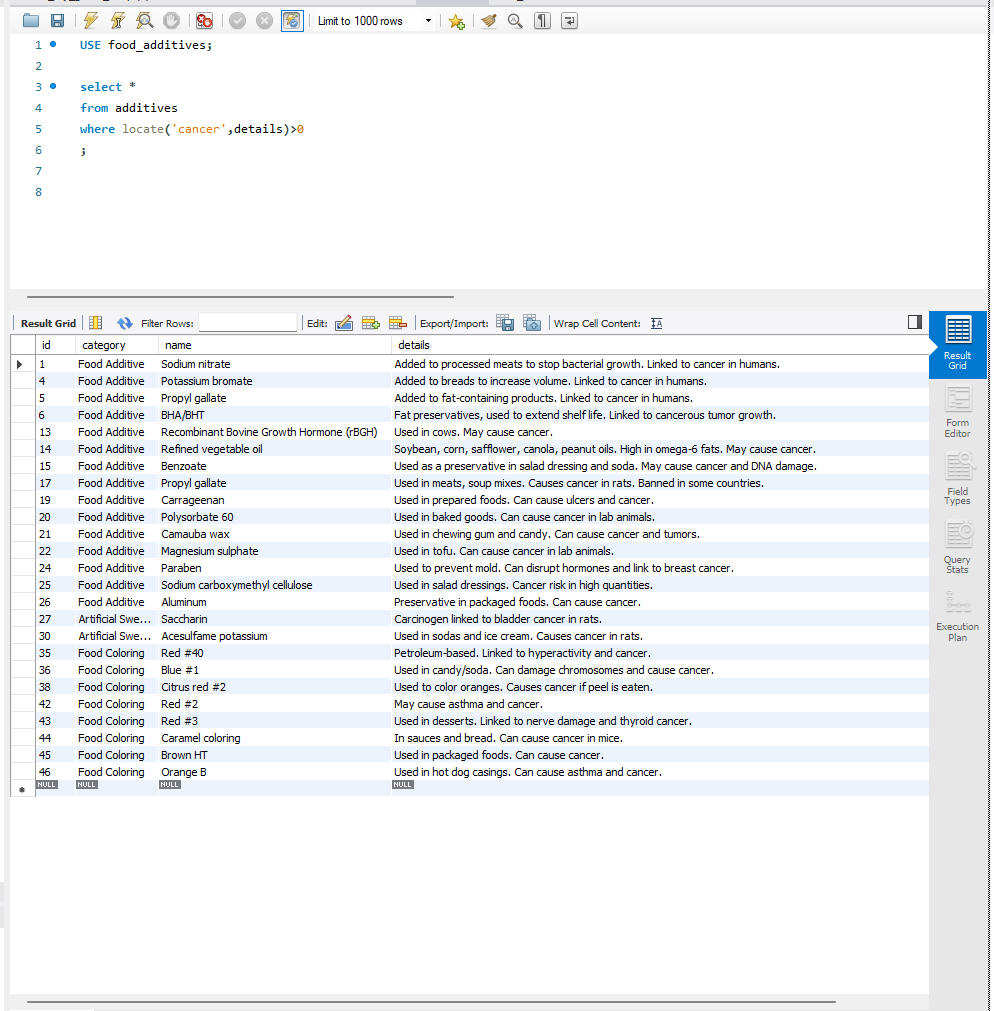 Limit to 1000 rows
1 USE food_additives;
2
3 select *
4 from additives
5 where locate('cancer',details)>0
6 ;
7
8
Result Grid Filter Rows: Edit: Export/Import: Wrap Cell Content:
id category name details
1 Food Additive Sodium nitrate Added to processed meats to stop bacterial growth. Linked to cancer in humans.
4 Food Additive Potassium bromate Added to breads to increase volume. Linked to cancer in humans.
5 Food Additive Propyl gallate Added to fat-containing products. Linked to cancer in humans.
6 Food Additive BHA/BHT Fat preservatives, used to extend shelf life. Linked to cancerous tumor growth.
13 Food Additive Recombinant Bovine Growth Hormone (rBGH) Used in cows. May cause cancer.
14 Food Additive Refined vegetable oil Soybean, corn, safflower, canola, peanut oils. High in omega-6 fats. May cause cancer.
15 Food Additive Benzoate Used as a preservative in salad dressing and soda. May cause cancer and DNA damage.
17 Food Additive Propyl gallate Used in meats, soup mixes. Causes cancer in rats. Banned in some countries.
19 Food Additive Carrageenan Used in prepared foods. Can cause ulcers and cancer.
20 Food Additive Polysorbate 60 Used in baked goods. Can cause cancer in lab animals.
21 Food Additive Camauba wax Used in chewing gum and candy. Can cause cancer and tumors.
22 Food Additive Magnesium sulphate Used in tofu. Can cause cancer in lab animals.
24 Food Additive Paraben Used to prevent mold. Can disrupt hormones and link to breast cancer.
25 Food Additive Sodium carboxymethyl cellulose Used in salad dressings. Cancer risk in high quantities.
26 Food Additive Aluminum Preservative in packaged foods. Can cause cancer.
27 Artificial Swe... Saccharin Carcinogen linked to bladder cancer in rats.
30 Artificial Swe... Acesulfame potassium Used in sodas and ice cream. Causes cancer in rats.
35 Food Coloring Red #40 Petroleum-based. Linked to hyperactivity and cancer.
36 Food Coloring Blue #1 Used in candy/soda. Can damage chromosomes and cause cancer.
38 Food Coloring Citrus red #2 Used to color oranges. Causes cancer if peel is eaten.
42 Food Coloring Red #2 May cause asthma and cancer.
43 Food Coloring Red #3 Used in desserts. Linked to nerve damage and thyroid cancer.
44 Food Coloring Caramel coloring In sauces and bread. Can cause cancer in mice.
45 Food Coloring Brown HT Used in packaged foods. Can cause cancer.
46 Food Coloring Orange B Used in hot dog casings. Can cause asthma and cancer.
NULL NULL NULL NULL
Result
Grid
Form
Editor
Field
Types
Query
Stats
Execution
Plan